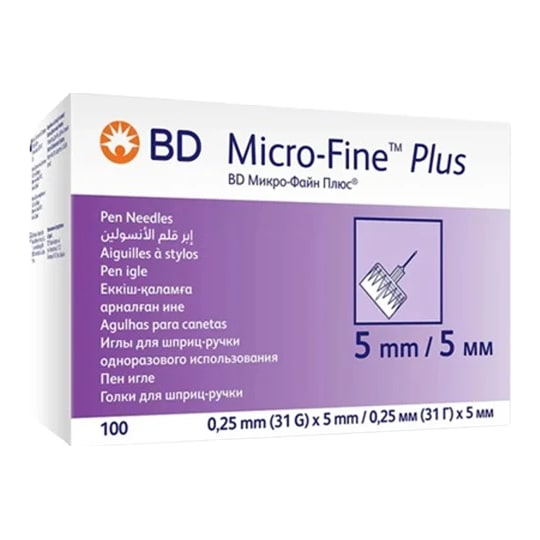 BD Micro-Fine™ Plus
BD Микро-Файн Плюс®
Pen Needles
إبر قلم الأنسولين
Aiguilles à stylos
Pen igle
Еккіш-қаламға
арналған ине
Agulhas para canetas
Иглы для шприц-ручки
одноразового использования
Пен игле
Голки для шприц-ручки
5 mm / 5 мм
100
0,25 mm (31 G) x 5 mm / 0,25 мм (31 Г) x 5 мм